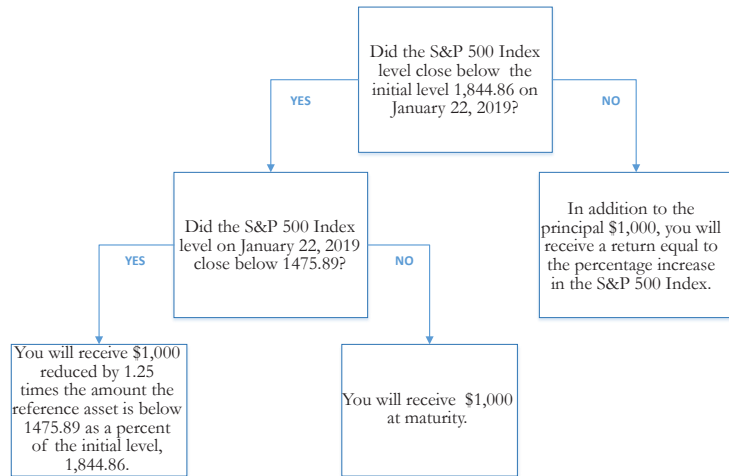 Did the S&P 500 Index
level close below the
initial level 1,844.86 on
January 22, 2019?
YES
NO
Did the S&P 500 Index
level on January 22, 2019
close below 1475.89?
In addition to the
principal $1,000, you will
receive a return equal to
the percentage increase
in the S&P 500 Index.
YES
NO
You will receive $1,000
reduced by 1.25
times the amount the
reference asset is below
1475.89 as a percent
of the initial level,
1,844.86.
You will receive $1,000
at maturity.